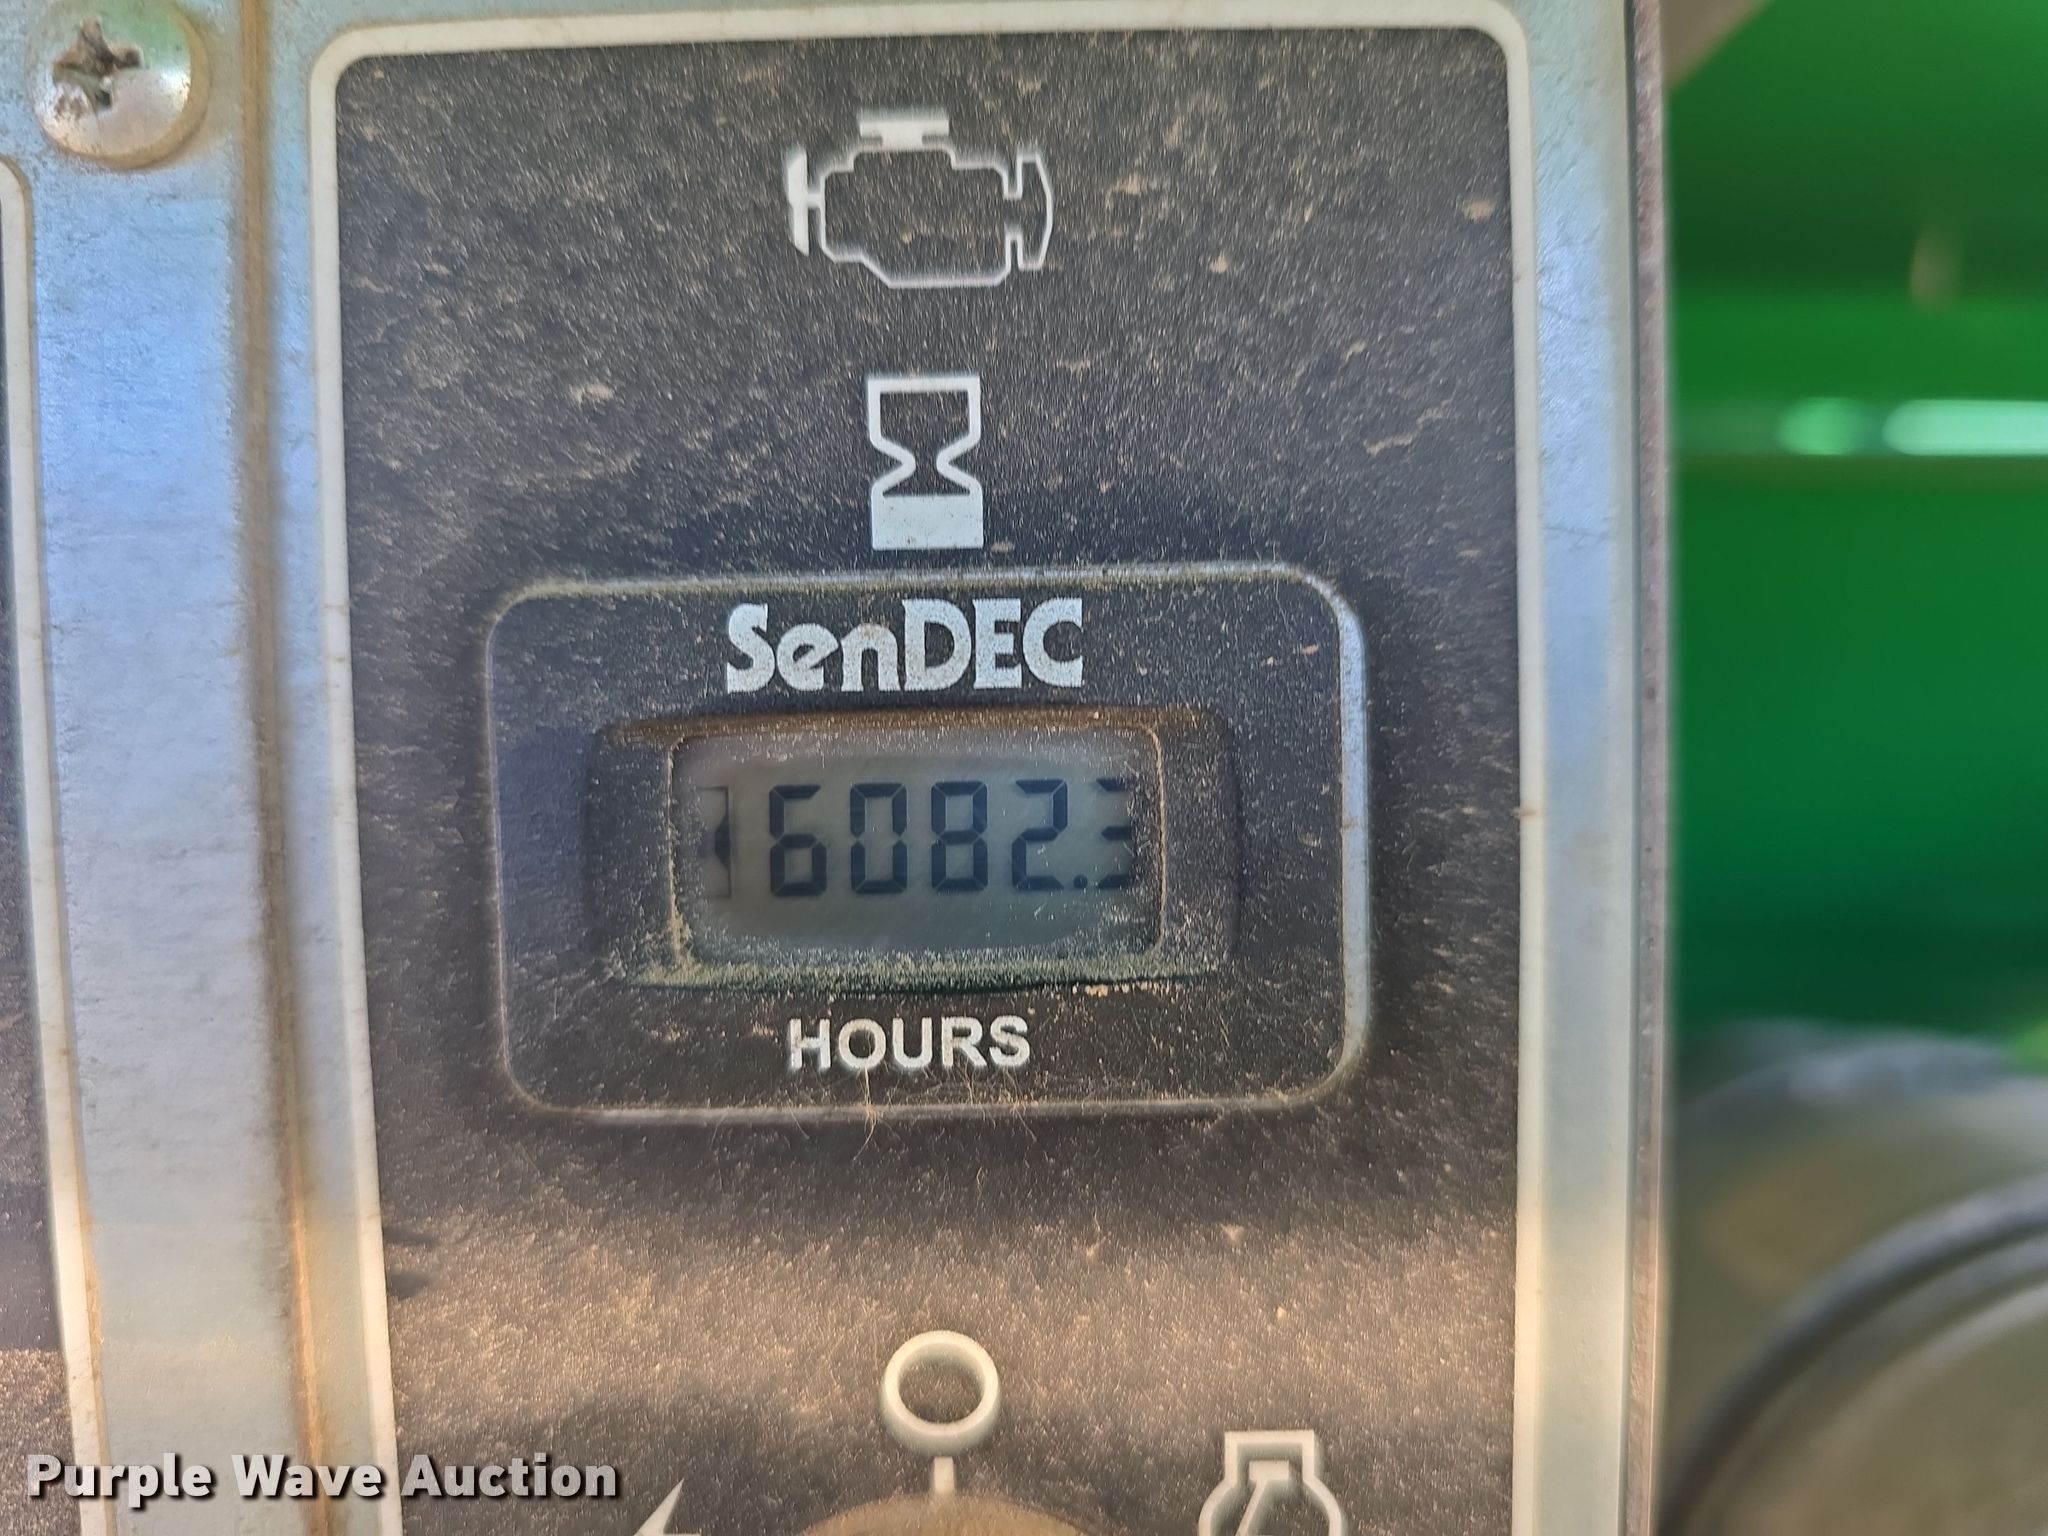 SenDEC
6082.3
HOURS
Purple Wave Auction